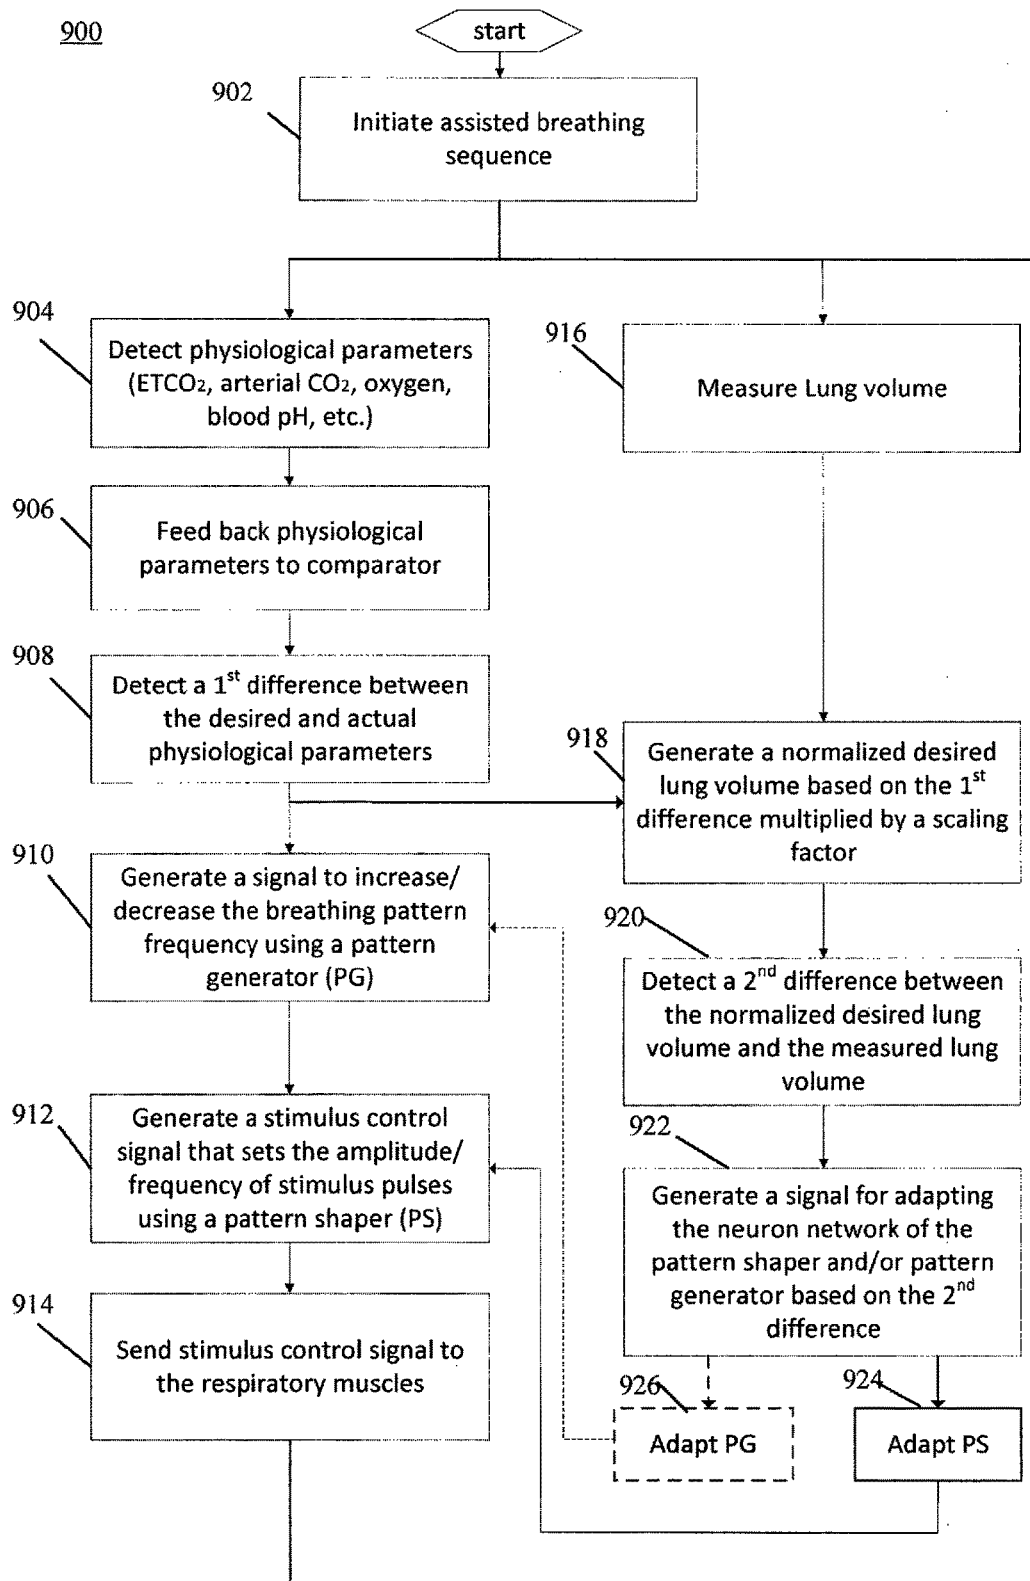 900
start
902
Initiate assisted breathing
sequence
904
Detect physiological parameters
(ETCO₂, arterial CO₂, oxygen,
blood pH, etc.)
916
Measure Lung volume
906
Feed back physiological
parameters to comparator
908
Detect a 1st difference between
the desired and actual
physiological parameters
918
Generate a normalized desired
lung volume based on the 1st
difference multiplied by a scaling
factor
910
Generate a signal to increase/
decrease the breathing pattern
frequency using a pattern
generator (PG)
920
Detect a 2nd difference between
the normalized desired lung
volume and the measured lung
volume
912
Generate a stimulus control
signal that sets the amplitude/
frequency of stimulus pulses
using a pattern shaper (PS)
922
Generate a signal for adapting
the neuron network of the
pattern shaper and/or pattern
generator based on the 2nd
difference
914
Send stimulus control signal to
the respiratory muscles
926
Adapt PG
924
Adapt PS